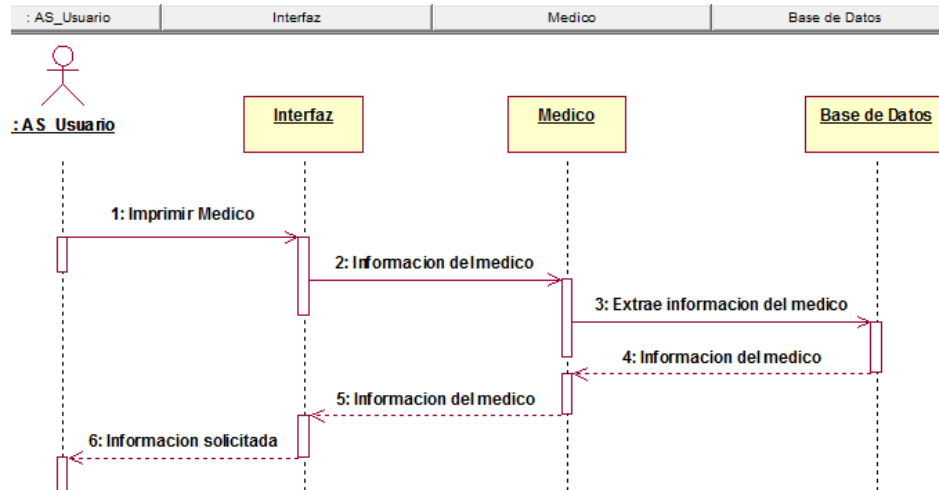 : AS_Usuario
Interfaz
Medico
Base de Datos
: AS_Usuario
Interfaz
Medico
Base de Datos
1: Imprimir Medico
2: Informacion del medico
3: Extrae informacion del medico
4: Informacion del medico
5: Informacion del medico
6: Informacion solicitada